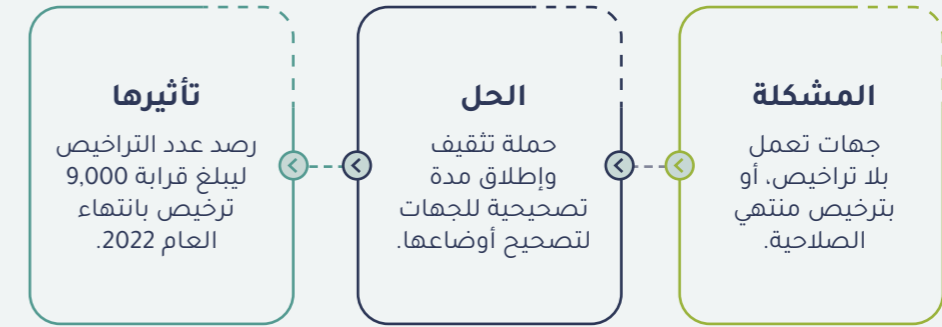 المشكلة
جهات تعمل
بلا تراخيص، أو
بترخيص منتهي
الصلاحية.
الحل
حملة تثقيف
وإطلاق مدة
تصحيحية للجهات
لتصحيح أوضاعها.
تأثيرها
رصد عدد التراخيص
ليبلغ قرابة 9,000
ترخيص بانتهاء
العام 2022.